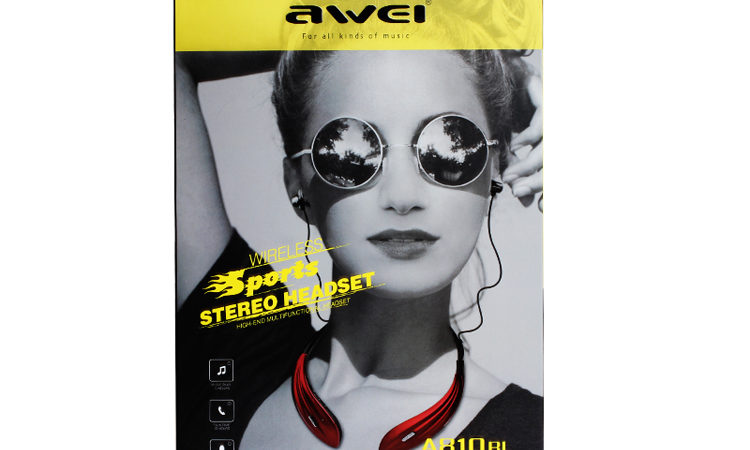 AWEI®
For all kinds of music
WIRELESS
Sports
STEREO HEADSET
HIGH-END MULTIFUNCTIONAL HEADSET
A810BL